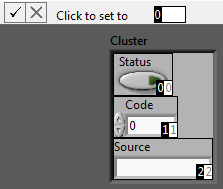 Click to set to 0
Cluster
Status
0 0
Code
0 1 1
Source
2 2